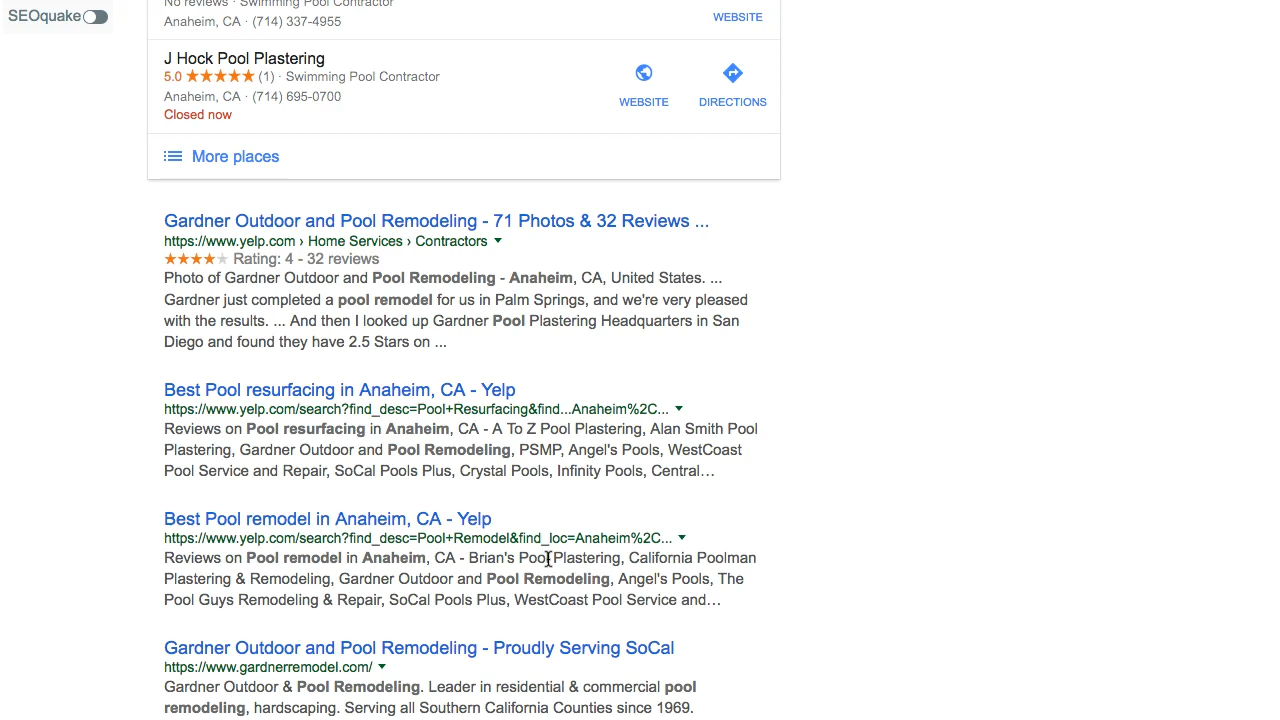 SEOquake
No reviews · Swimming Pool Contractor
Anaheim, CA · (714) 337-4955
WEBSITE
J Hock Pool Plastering
5.0 ★★★★★ (1) · Swimming Pool Contractor
Anaheim, CA · (714) 695-0700
Closed now
WEBSITE
DIRECTIONS
More places
Gardner Outdoor and Pool Remodeling - 71 Photos & 32 Reviews ...
https://www.yelp.com › Home Services › Contractors
Rating: 4 - 32 reviews
Photo of Gardner Outdoor and Pool Remodeling - Anaheim, CA, United States. ...
Gardner just completed a pool remodel for us in Palm Springs, and we're very pleased
with the results. ... And then I looked up Gardner Pool Plastering Headquarters in San
Diego and found they have 2.5 Stars on ...
Best Pool resurfacing in Anaheim, CA - Yelp
https://www.yelp.com/search?find_desc=Pool+Resurfacing&find...Anaheim%2C...
Reviews on Pool resurfacing in Anaheim, CA - A To Z Pool Plastering, Alan Smith Pool
Plastering, Gardner Outdoor and Pool Remodeling, PSMP, Angel's Pools, WestCoast
Pool Service and Repair, SoCal Pools Plus, Crystal Pools, Infinity Pools, Central...
Best Pool remodel in Anaheim, CA - Yelp
https://www.yelp.com/search?find_desc=Pool+Remodel&find_loc=Anaheim%2C...
Reviews on Pool remodel in Anaheim, CA - Brian's Pool Plastering, California Poolman
Plastering & Remodeling, Gardner Outdoor and Pool Remodeling, Angel's Pools, The
Pool Guys Remodeling & Repair, SoCal Pools Plus, WestCoast Pool Service and...
Gardner Outdoor and Pool Remodeling - Proudly Serving SoCal
https://www.gardnerremodel.com/
Gardner Outdoor & Pool Remodeling. Leader in residential & commercial pool
remodeling, hardscaping. Serving all Southern California Counties since 1969.